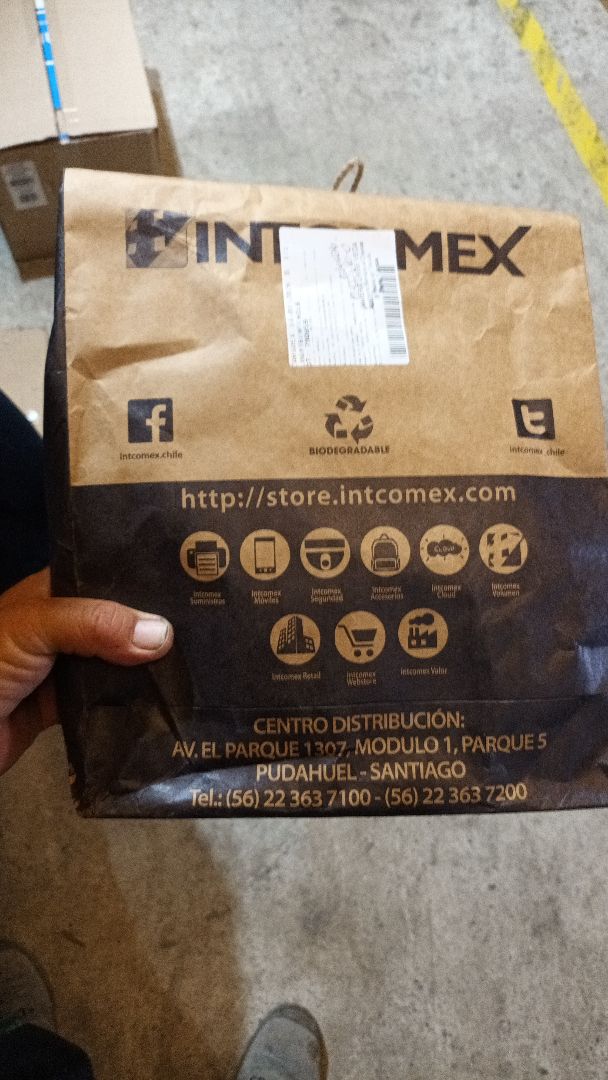 INTCOMEX
intcomex.chile
BIODEGRADABLE
intcomex_chile
http://store.intcomex.com
CLOUD
Intcomex Suministros
Intcomex Móviles
Intcomex Seguridad
Intcomex Accesorios
Intcomex Cloud
Intcomex Volumen
Intcomex Retail
Intcomex Webstore
Intcomex Valor
CENTRO DISTRIBUCIÓN:
AV. EL PARQUE 1307, MODULO 1, PARQUE 5
PUDAHUEL - SANTIAGO
Tel.: (56) 22 363 7100 - (56) 22 363 7200